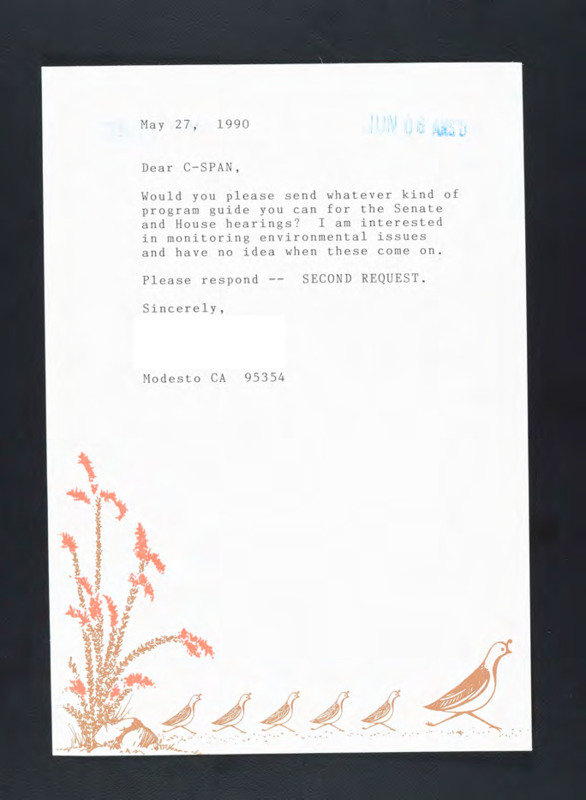 May 27, 1990
JUN 06
Dear C-SPAN,
Would you please send whatever kind of
program guide you can for the Senate
and House hearings? I am interested
in monitoring environmental issues
and have no idea when these come on.
Please respond -- SECOND REQUEST.
Sincerely,
Modesto CA 95354